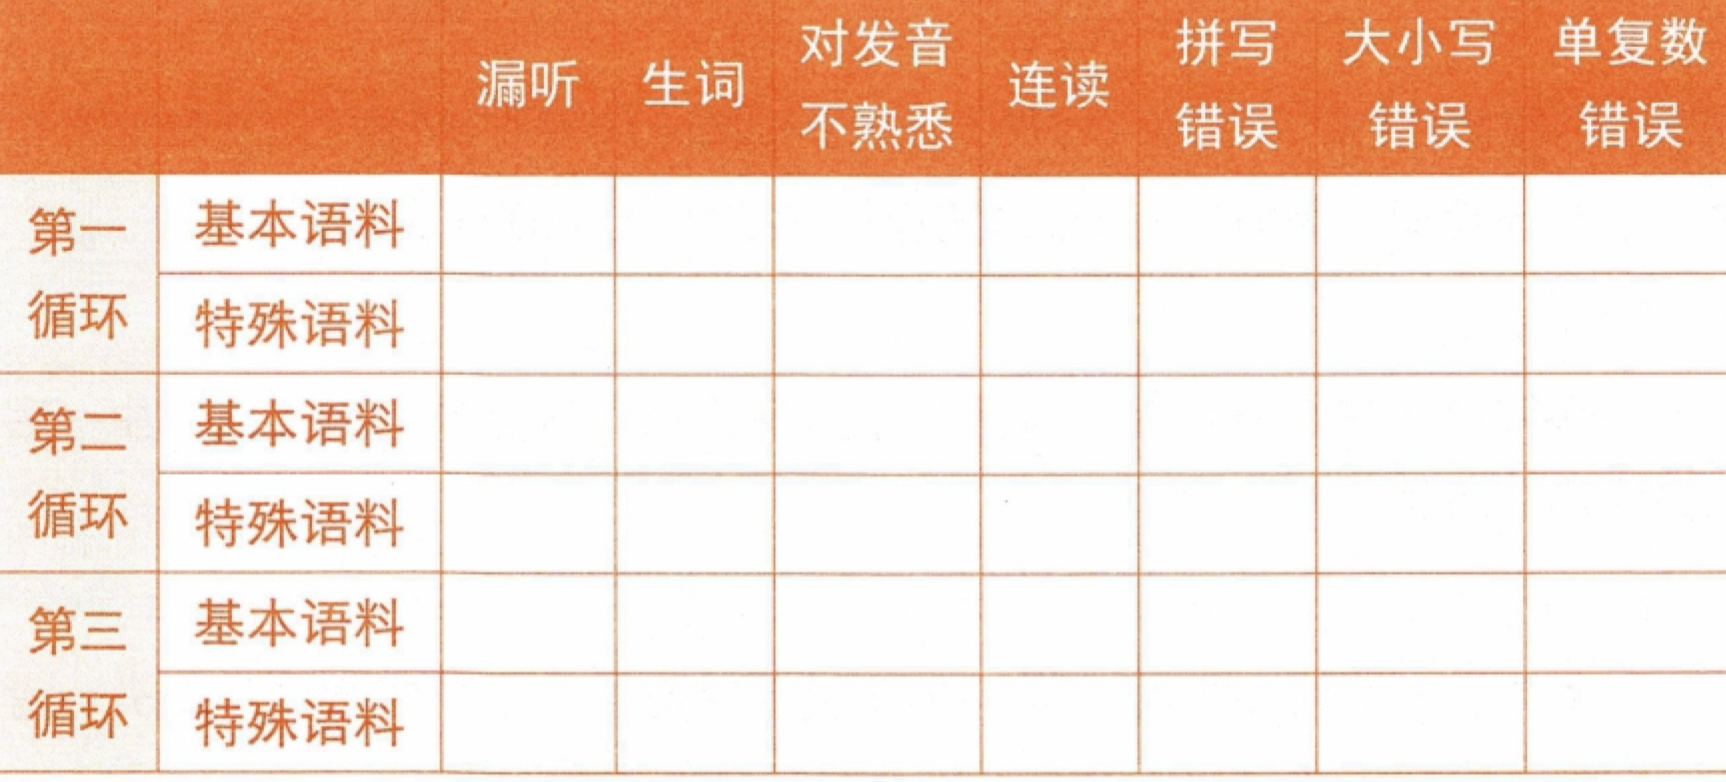 漏听 生词 对发音不熟悉 连读 拼写错误 大小写错误 单复数错误
第一循环 基本语料
特殊语料
第二循环 基本语料
特殊语料
第三循环 基本语料
特殊语料